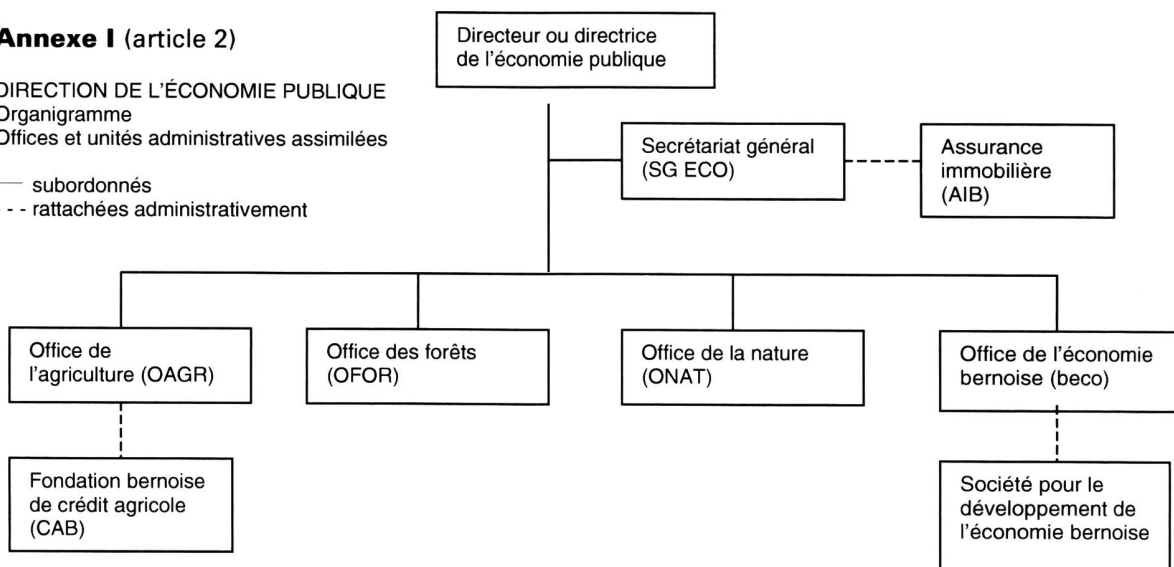 Annexe I (article 2)
DIRECTION DE L'ÉCONOMIE PUBLIQUE
Organigramme
Offices et unités administratives assimilées
— subordonnés
- - - rattachées administrativement
Directeur ou directrice
de l'économie publique
Secrétariat général
(SG ECO)
Assurance
immobilière
(AIB)
Office de
l'agriculture (OAGR)
Office des forêts
(OFOR)
Office de la nature
(ONAT)
Office de l'économie
bernoise (beco)
Fondation bernoise
de crédit agricole
(CAB)
Société pour le
développement de
l'économie bernoise